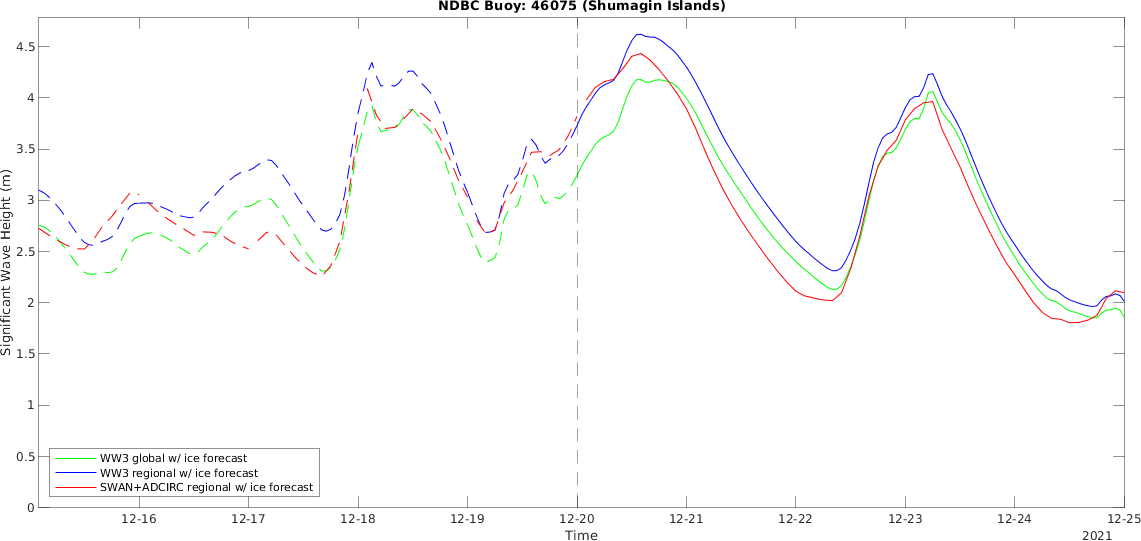 NDBC Buoy: 46075 (Shumagin Islands)
Significant Wave Height (m)
4.5
4
3.5
3
2.5
2
1.5
1
0.5
0
WW3 global w/ ice forecast
WW3 regional w/ ice forecast
SWAN+ADCIRC regional w/ ice forecast
12-16 12-17 12-18 12-19 12-20 12-21 12-22 12-23 12-24 12-25
Time
2021